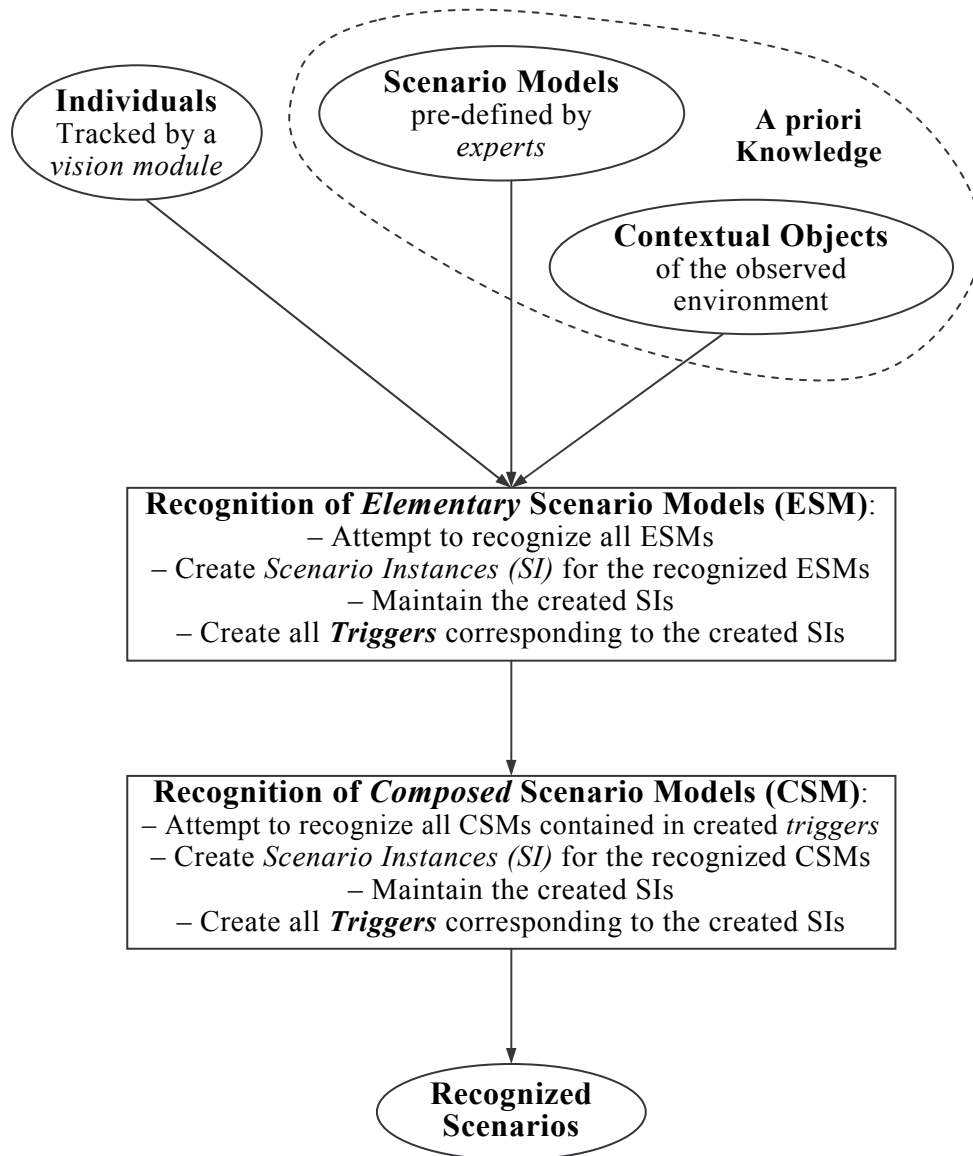 Individuals
Tracked by a
vision module
Scenario Models
pre-defined by
experts
A priori
Knowledge
Contextual Objects
of the observed
environment
Recognition of Elementary Scenario Models (ESM):
– Attempt to recognize all ESMs
– Create Scenario Instances (SI) for the recognized ESMs
– Maintain the created SIs
– Create all Triggers corresponding to the created SIs
Recognition of Composed Scenario Models (CSM):
– Attempt to recognize all CSMs contained in created triggers
– Create Scenario Instances (SI) for the recognized CSMs
– Maintain the created SIs
– Create all Triggers corresponding to the created SIs
Recognized
Scenarios